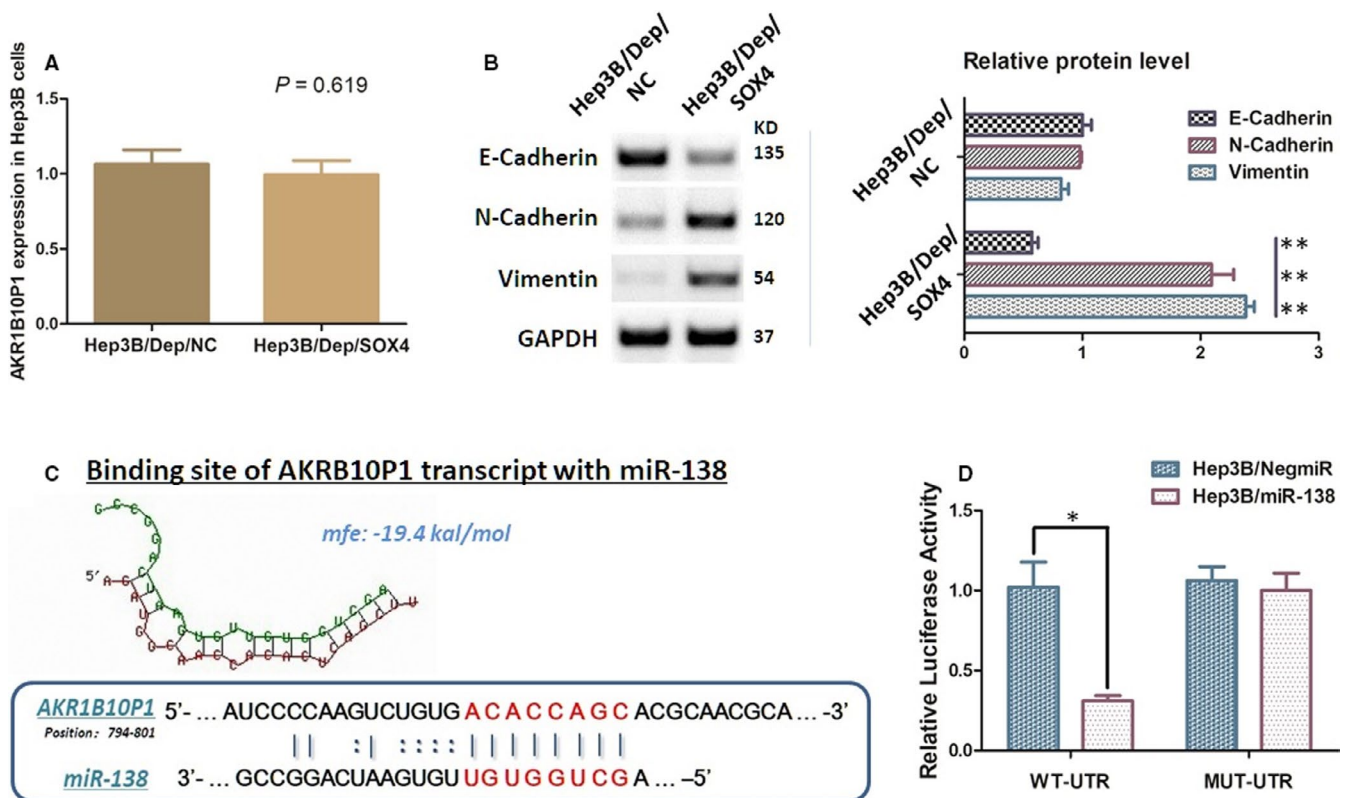 A
P = 0.619
AKR1B10P1 expression in Hep3B cells
1.5
1.0
0.5
0.0
Hep3B/Dep/NC
Hep3B/Dep/SOX4
B
Hep3B/Dep/
NC
Hep3B/Dep/
SOX4
KD
E-Cadherin
135
N-Cadherin
120
Vimentin
54
GAPDH
37
Relative protein level
E-Cadherin
N-Cadherin
Vimentin
Hep3B/Dep/
NC
Hep3B/Dep/
SOX4
**
**
**
0 1 2 3
C Binding site of AKRB10P1 transcript with miR-138
mfe: -19.4 kal/mol
5'
AKR1B10P1 5'- ... AUCCCCAAGUCUGUGACACCAGCACGCAACGCA... -3'
Position: 794-801
miR-138 3'- ... GCCGGACUAAGUGUUGUGGUCGA ... –5'
D
Hep3B/NegmiR
Hep3B/miR-138
Relative Luciferase Activity
1.5
1.0
0.5
0.0
*
WT-UTR
MUT-UTR